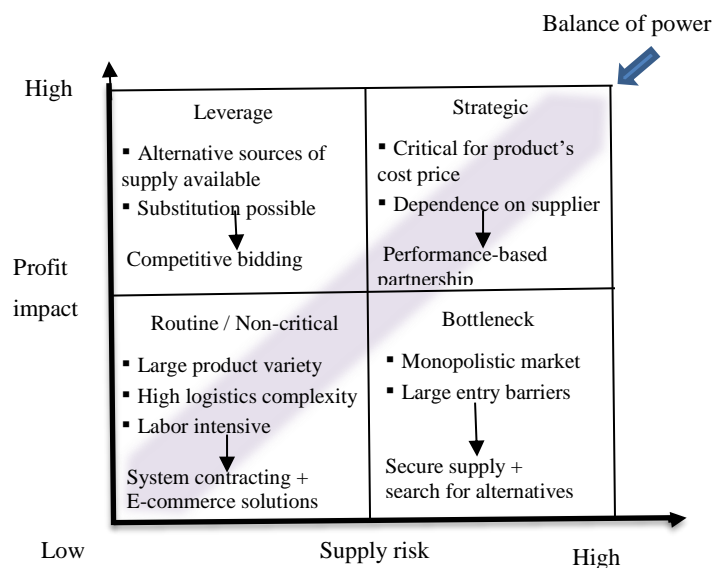 Balance of power
High
Leverage
▪ Alternative sources of
supply available
▪ Substitution possible
Competitive bidding
Strategic
▪ Critical for product’s
cost price
▪ Dependence on supplier
Performance-based
partnership
Profit
impact
Routine / Non-critical
▪ Large product variety
▪ High logistics complexity
▪ Labor intensive
System contracting +
E-commerce solutions
Bottleneck
▪ Monopolistic market
▪ Large entry barriers
Secure supply +
search for alternatives
Low
Supply risk
High